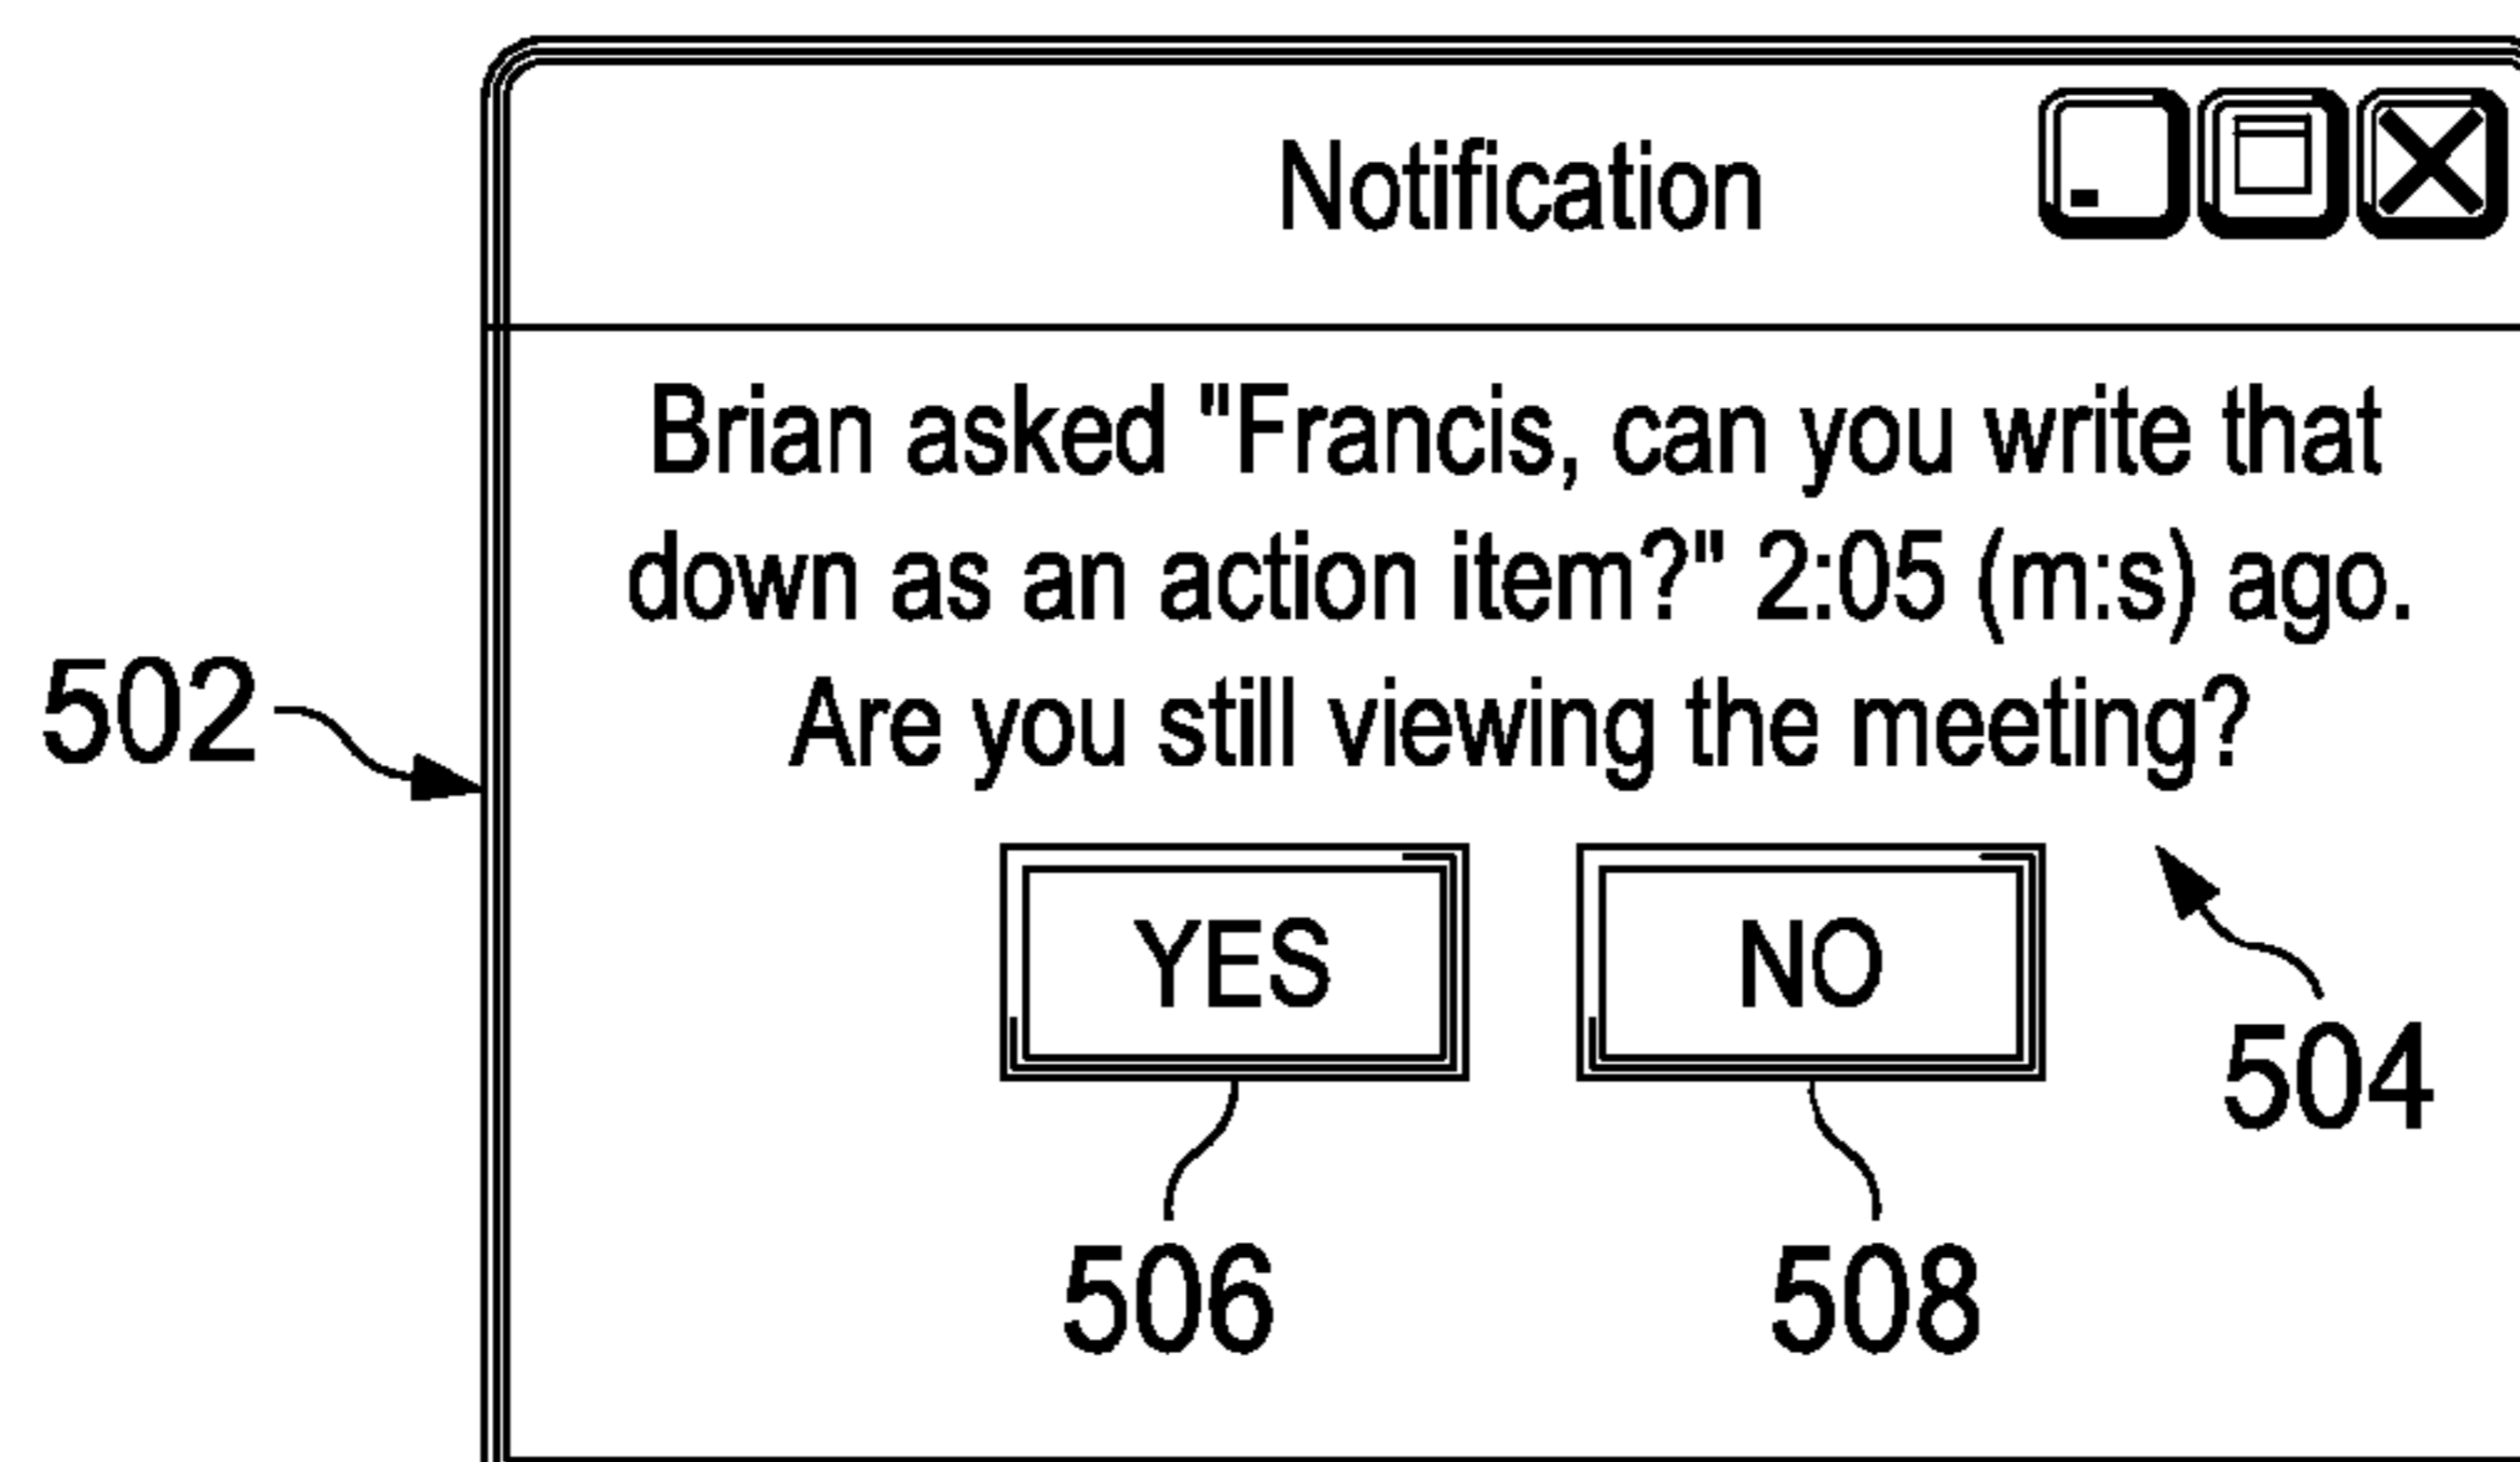 Notification
Brian asked "Francis, can you write that
down as an action item?" 2:05 (m:s) ago.
Are you still viewing the meeting?
502
YES
NO
504
506
508